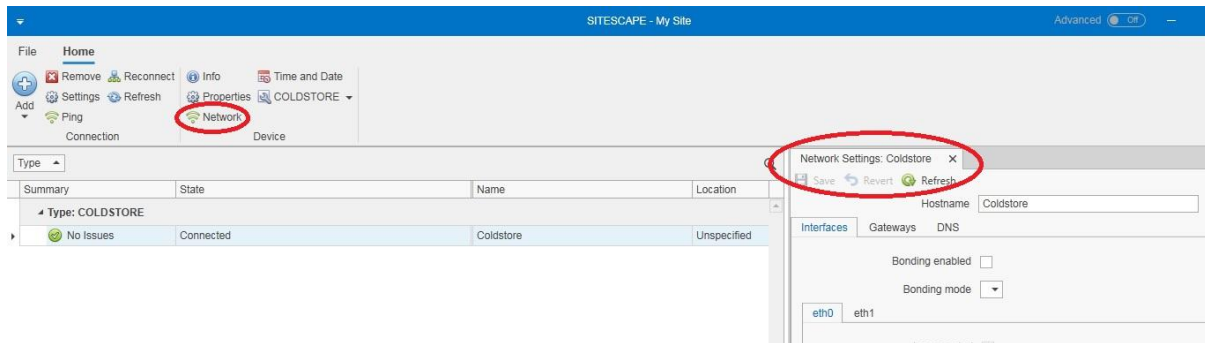 SITESCAPE - My Site
Advanced Off
File Home
Add
Remove Reconnect
Settings Refresh
Ping
Connection
Info Time and Date
Properties COLDSTORE
Network
Device
Type
Summary State Name Location
Type: COLDSTORE
No Issues Connected Coldstore Unspecified
Network Settings: Coldstore X
Save Revert Refresh
Hostname Coldstore
Interfaces Gateways DNS
Bonding enabled
Bonding mode
eth0 eth1